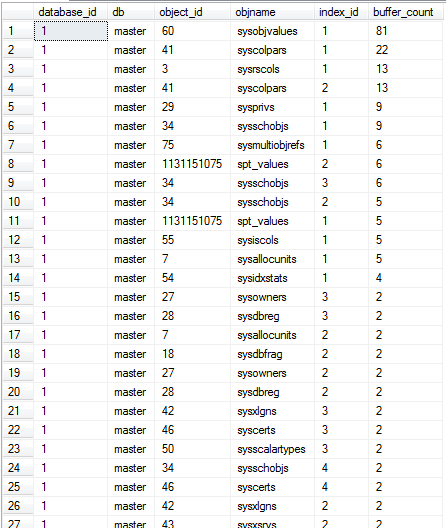 database_id db object_id objname index_id buffer_count
1 1 master 60 sysobjvalues 1 81
2 1 master 41 syscolpars 1 22
3 1 master 3 sysrscols 1 13
4 1 master 41 syscolpars 2 13
5 1 master 29 sysprivs 1 9
6 1 master 34 sysschobjs 1 9
7 1 master 75 sysmultiobjrefs 1 6
8 1 master 1131151075 spt_values 2 6
9 1 master 34 sysschobjs 3 6
10 1 master 34 sysschobjs 2 5
11 1 master 1131151075 spt_values 1 5
12 1 master 55 sysiscols 1 5
13 1 master 7 sysallocunits 1 5
14 1 master 54 sysidxstats 1 4
15 1 master 27 sysowners 3 2
16 1 master 28 sysdbreg 3 2
17 1 master 7 sysallocunits 2 2
18 1 master 18 sysdbfrag 2 2
19 1 master 27 sysowners 2 2
20 1 master 28 sysdbreg 2 2
21 1 master 42 sysxlgns 3 2
22 1 master 46 syscerts 3 2
23 1 master 50 sysscalartypes 3 2
24 1 master 34 sysschobjs 4 2
25 1 master 46 syscerts 4 2
26 1 master 42 sysxlgns 2 2
27 1 master 43 sysxsrvs 2 2